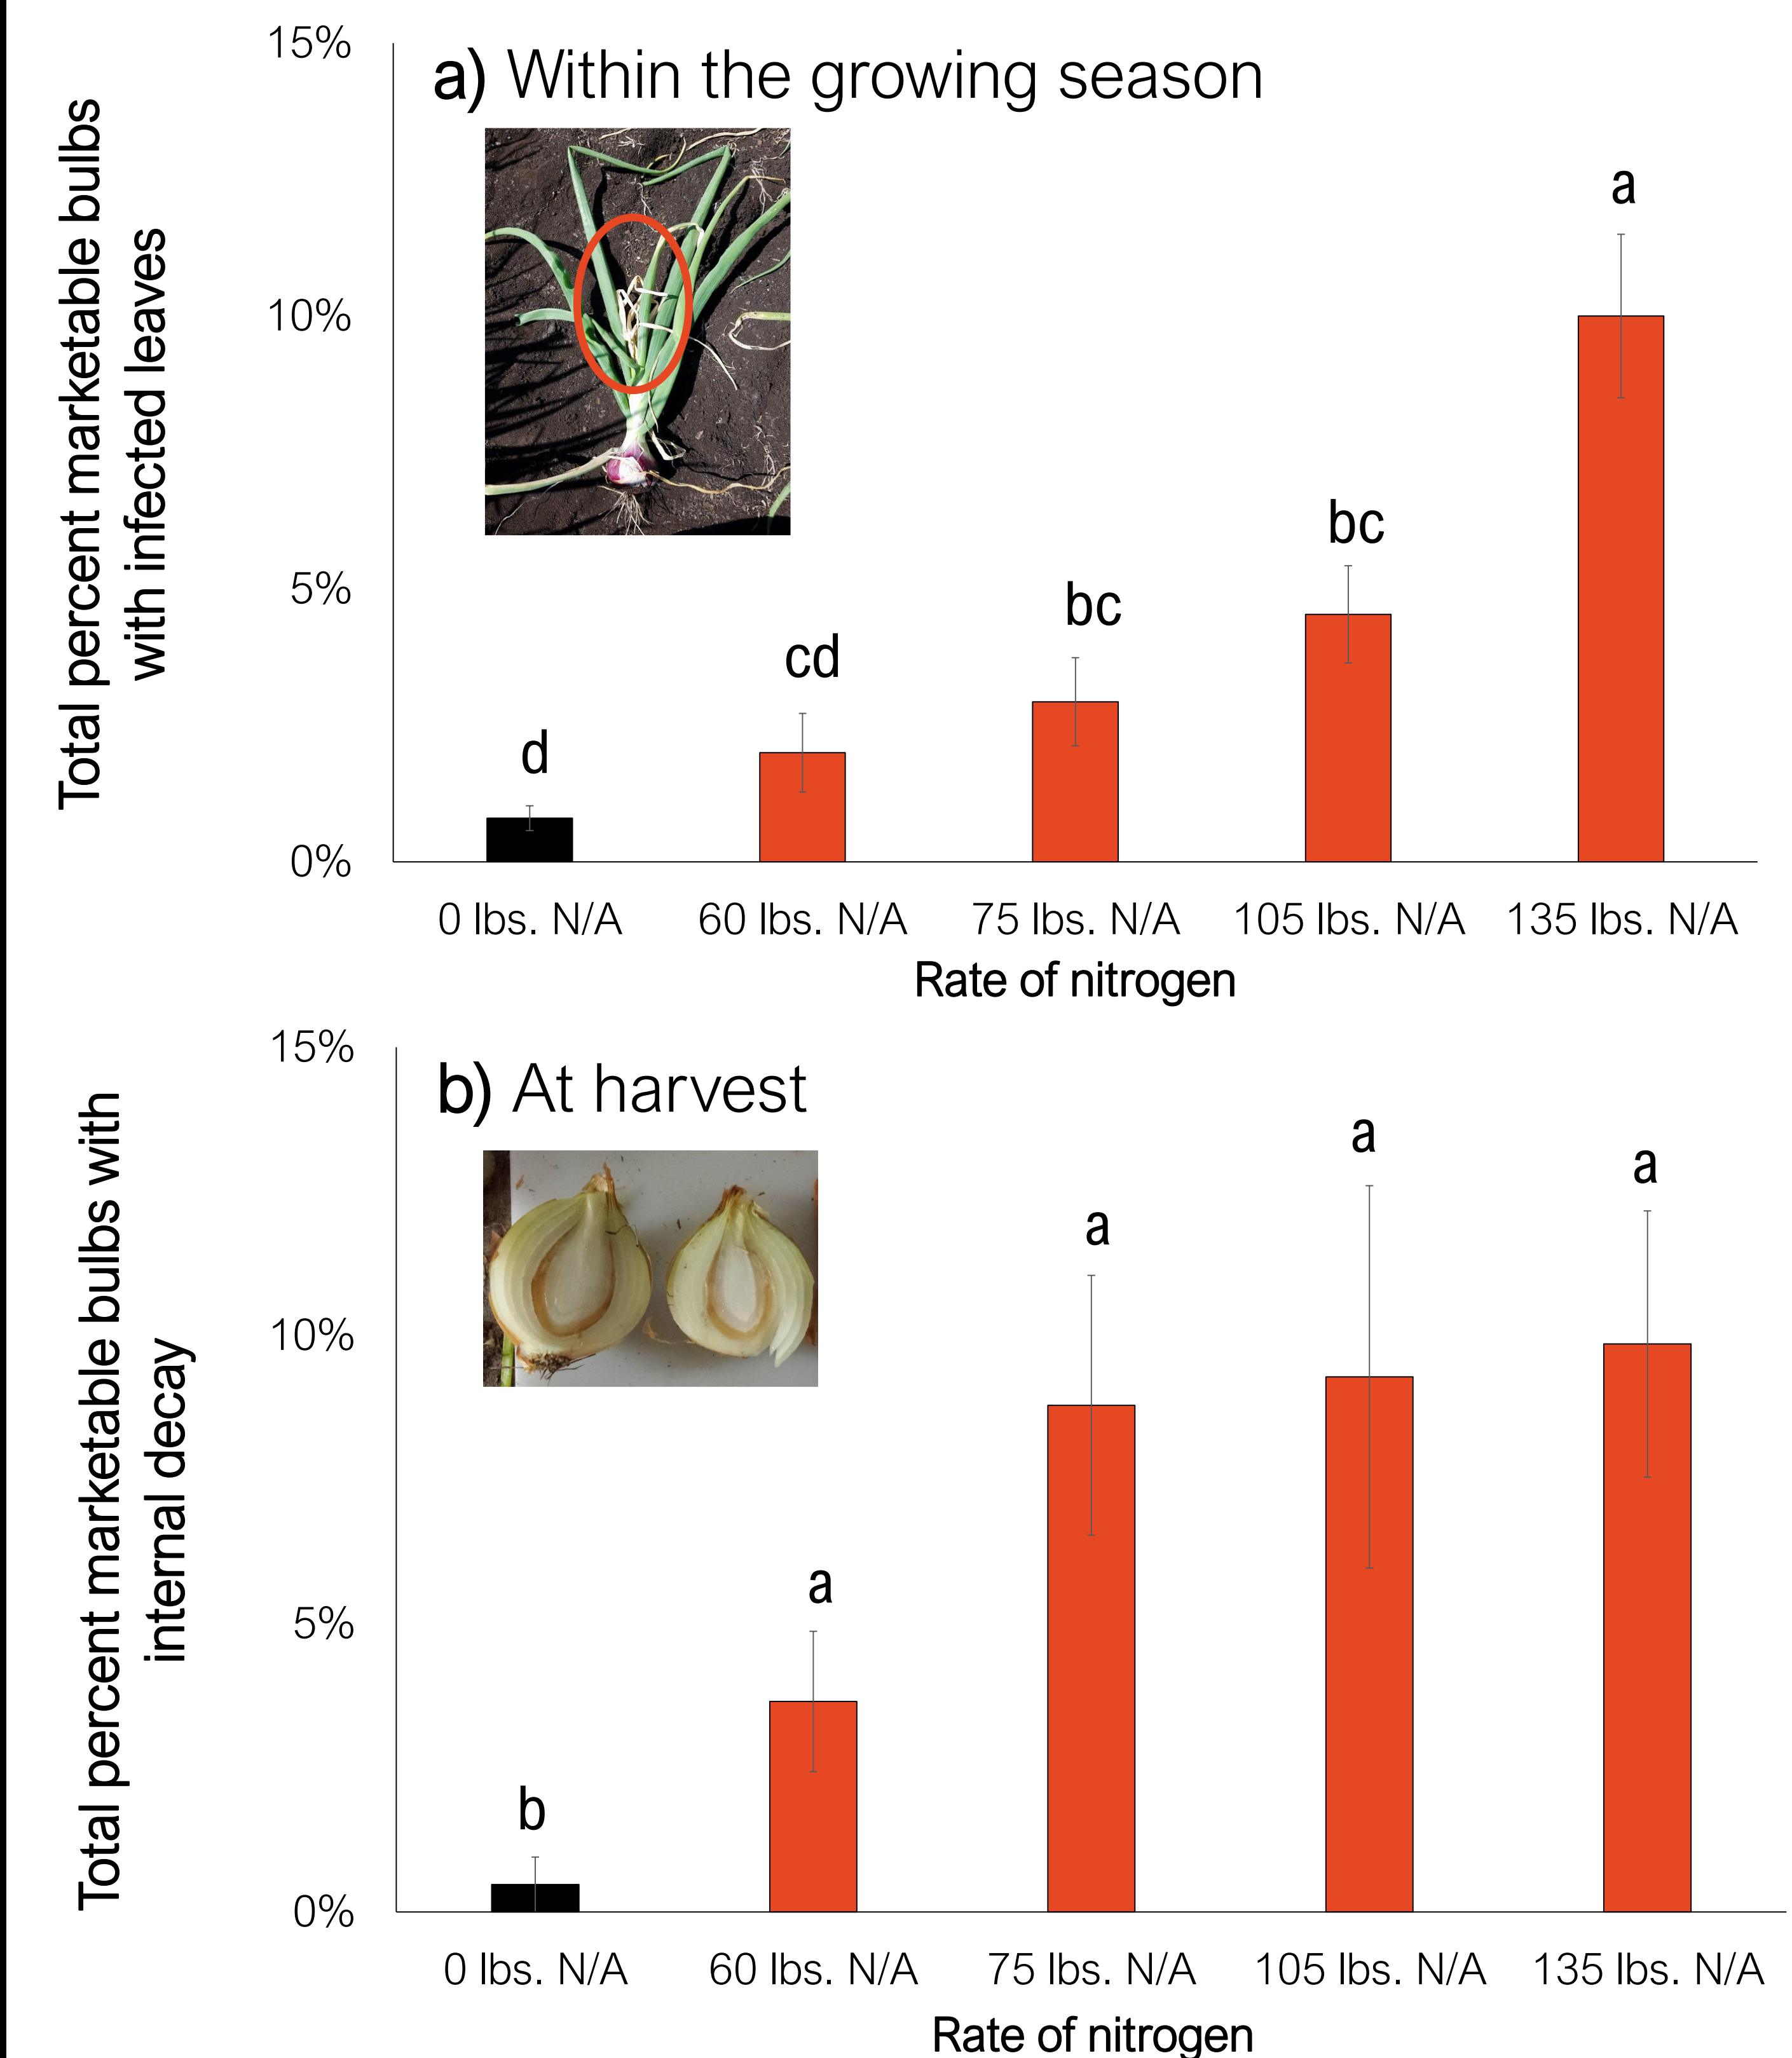 15%
a) Within the growing season
10%
5%
0%
Total percent marketable bulbs
with infected leaves
d
cd
bc
bc
a
0 lbs. N/A
60 lbs. N/A
75 lbs. N/A
105 lbs. N/A
135 lbs. N/A
Rate of nitrogen
15%
b) At harvest
10%
5%
0%
Total percent marketable bulbs with
internal decay
b
a
a
a
a
0 lbs. N/A
60 lbs. N/A
75 lbs. N/A
105 lbs. N/A
135 lbs. N/A
Rate of nitrogen